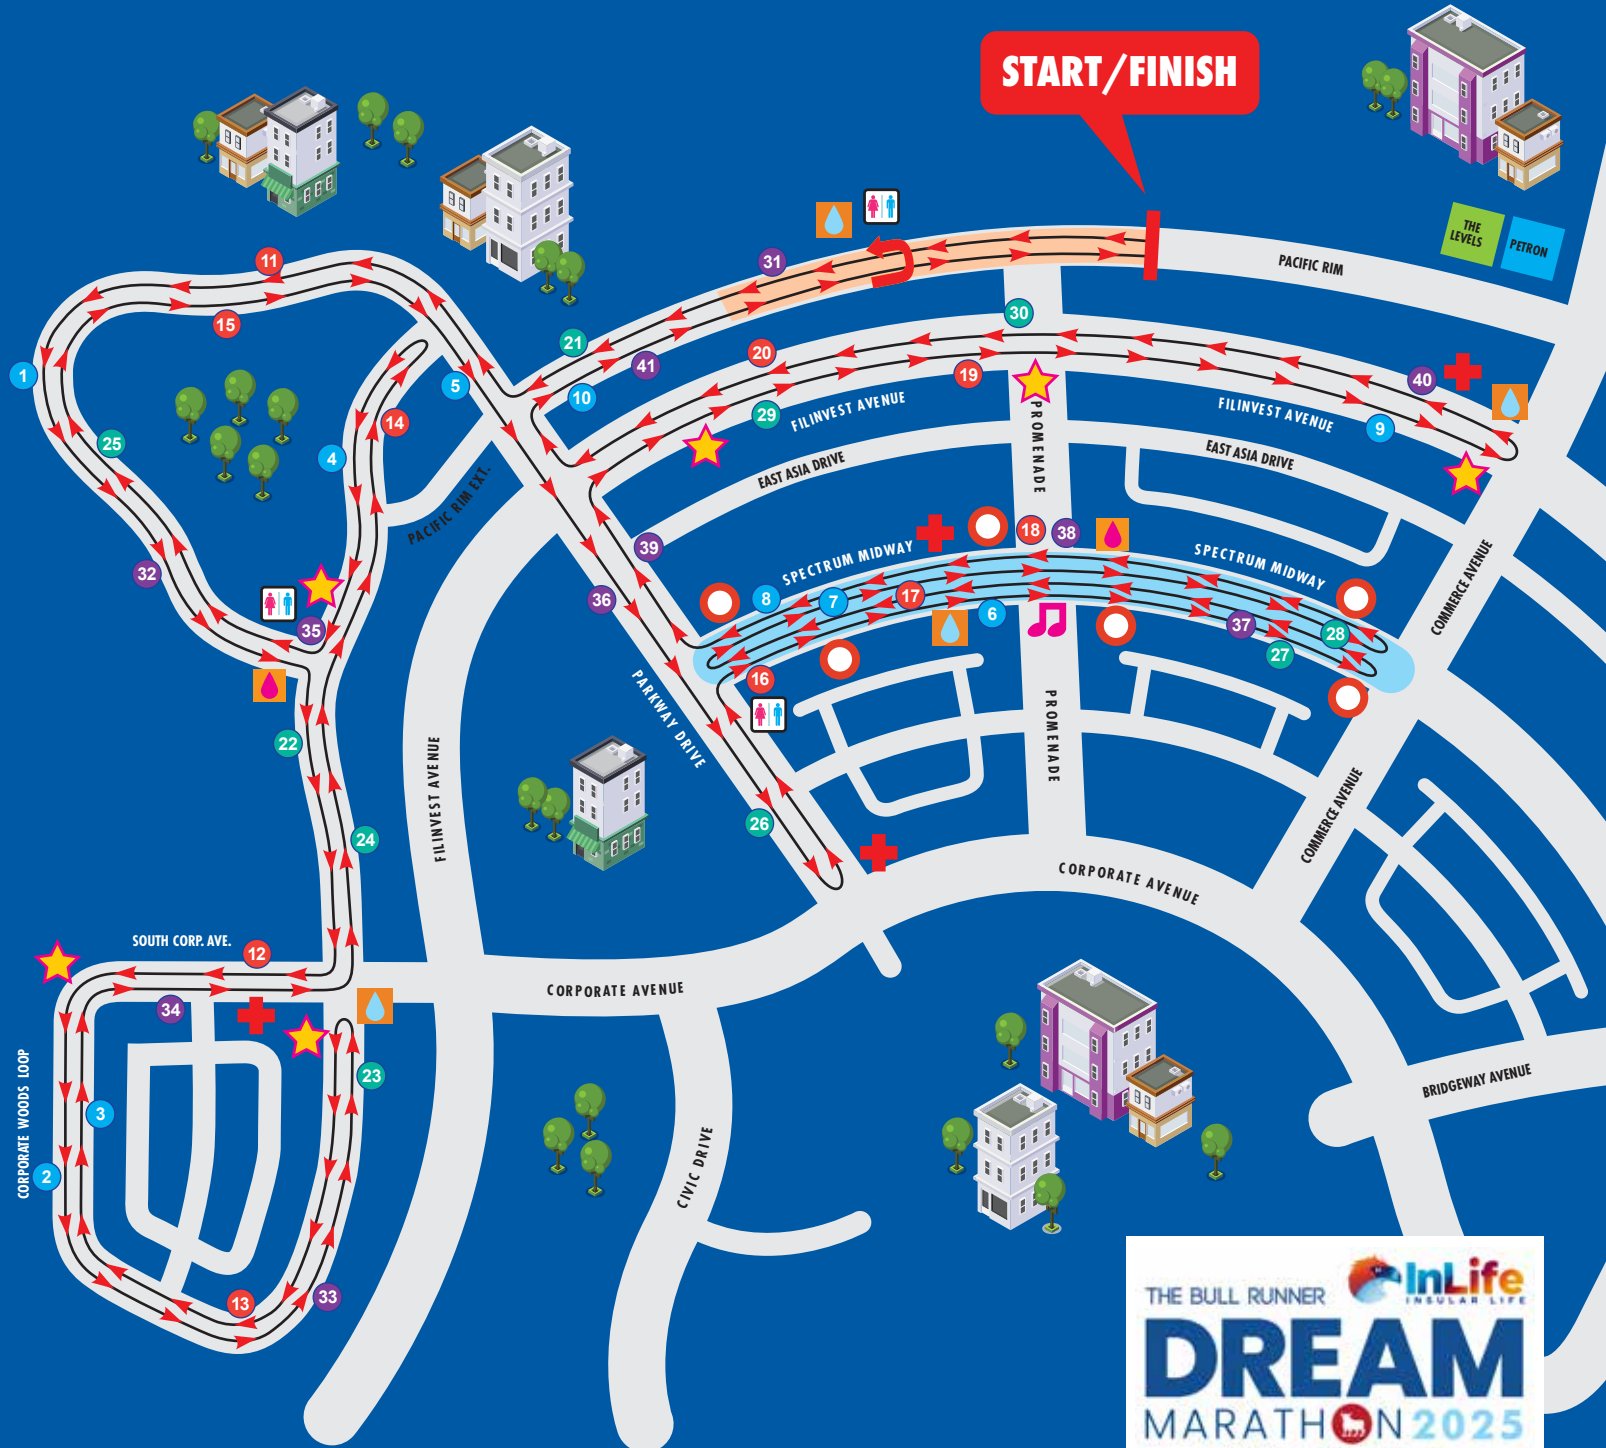 START/FINISH
THE
LEVELS
PETRON
PACIFIC RIM
31
11
15
30
21
20
41
19
40
1
5
10
29
FILINVEST AVENUE
FILINVEST AVENUE
9
14
4
25
PROMENADE
EAST ASIA DRIVE
EAST ASIA DRIVE
PACIFIC RIM EXT.
18
38
39
SPECTRUM MIDWAY
SPECTRUM MIDWAY
32
36
8
7
17
6
COMMERCE AVENUE
35
37
28
27
16
22
PARKWAY DRIVE
PROMENADE
FILINVEST AVENUE
26
24
COMMERCE AVENUE
CORPORATE AVENUE
SOUTH CORP. AVE.
12
CORPORATE AVENUE
34
23
BRIDGEWAY AVENUE
3
CORPORATE WOODS LOOP
2
CIVIC DRIVE
13
33
InLife
INSULAR LIFE
THE BULL RUNNER
DREAM
MARATHON 2025